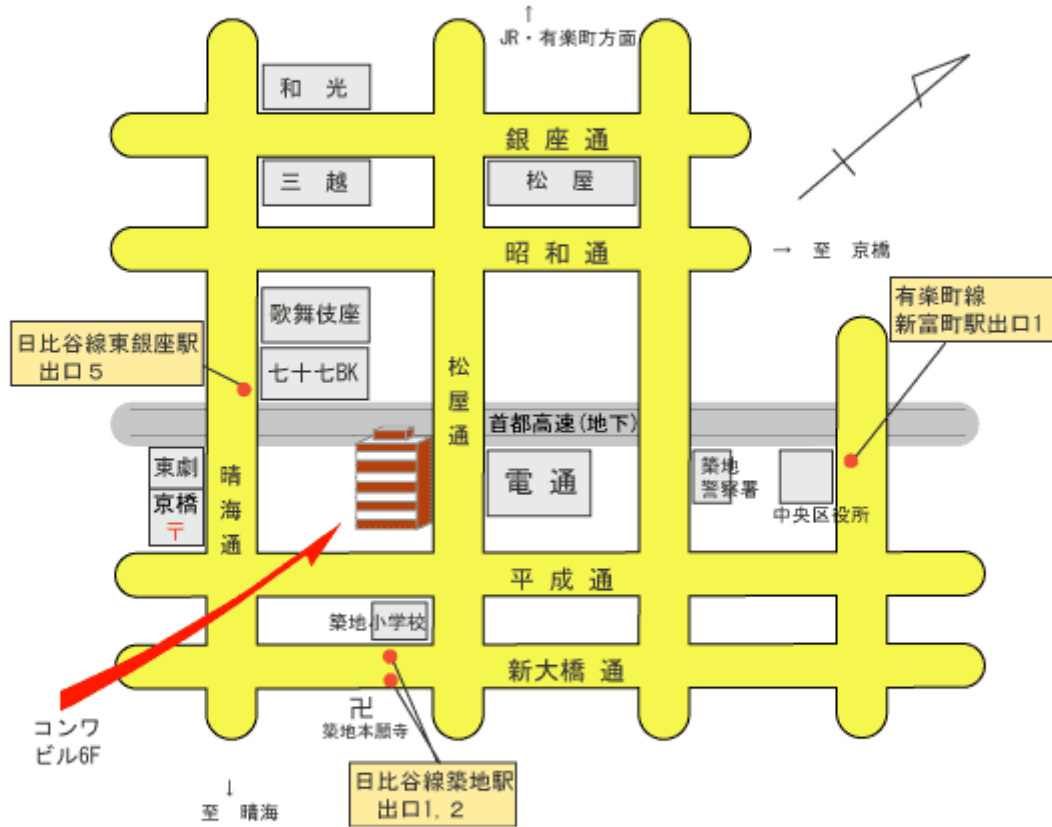 ↑
JR・有楽町方面
和 光
銀 座 通
三 越
松 屋
昭 和 通
→ 至 京橋
歌舞伎座
有楽町線
新富町駅出口1
日比谷線東銀座駅
出口５
七十七BK
松屋通
首都高速(地下)
東劇
京橋
〒
晴海通
電 通
築地
警察署
中央区役所
平 成 通
築地小学校
新大橋 通
卍
築地本願寺
コンワ
ビル6F
日比谷線築地駅
出口1, 2
↓
至 晴海